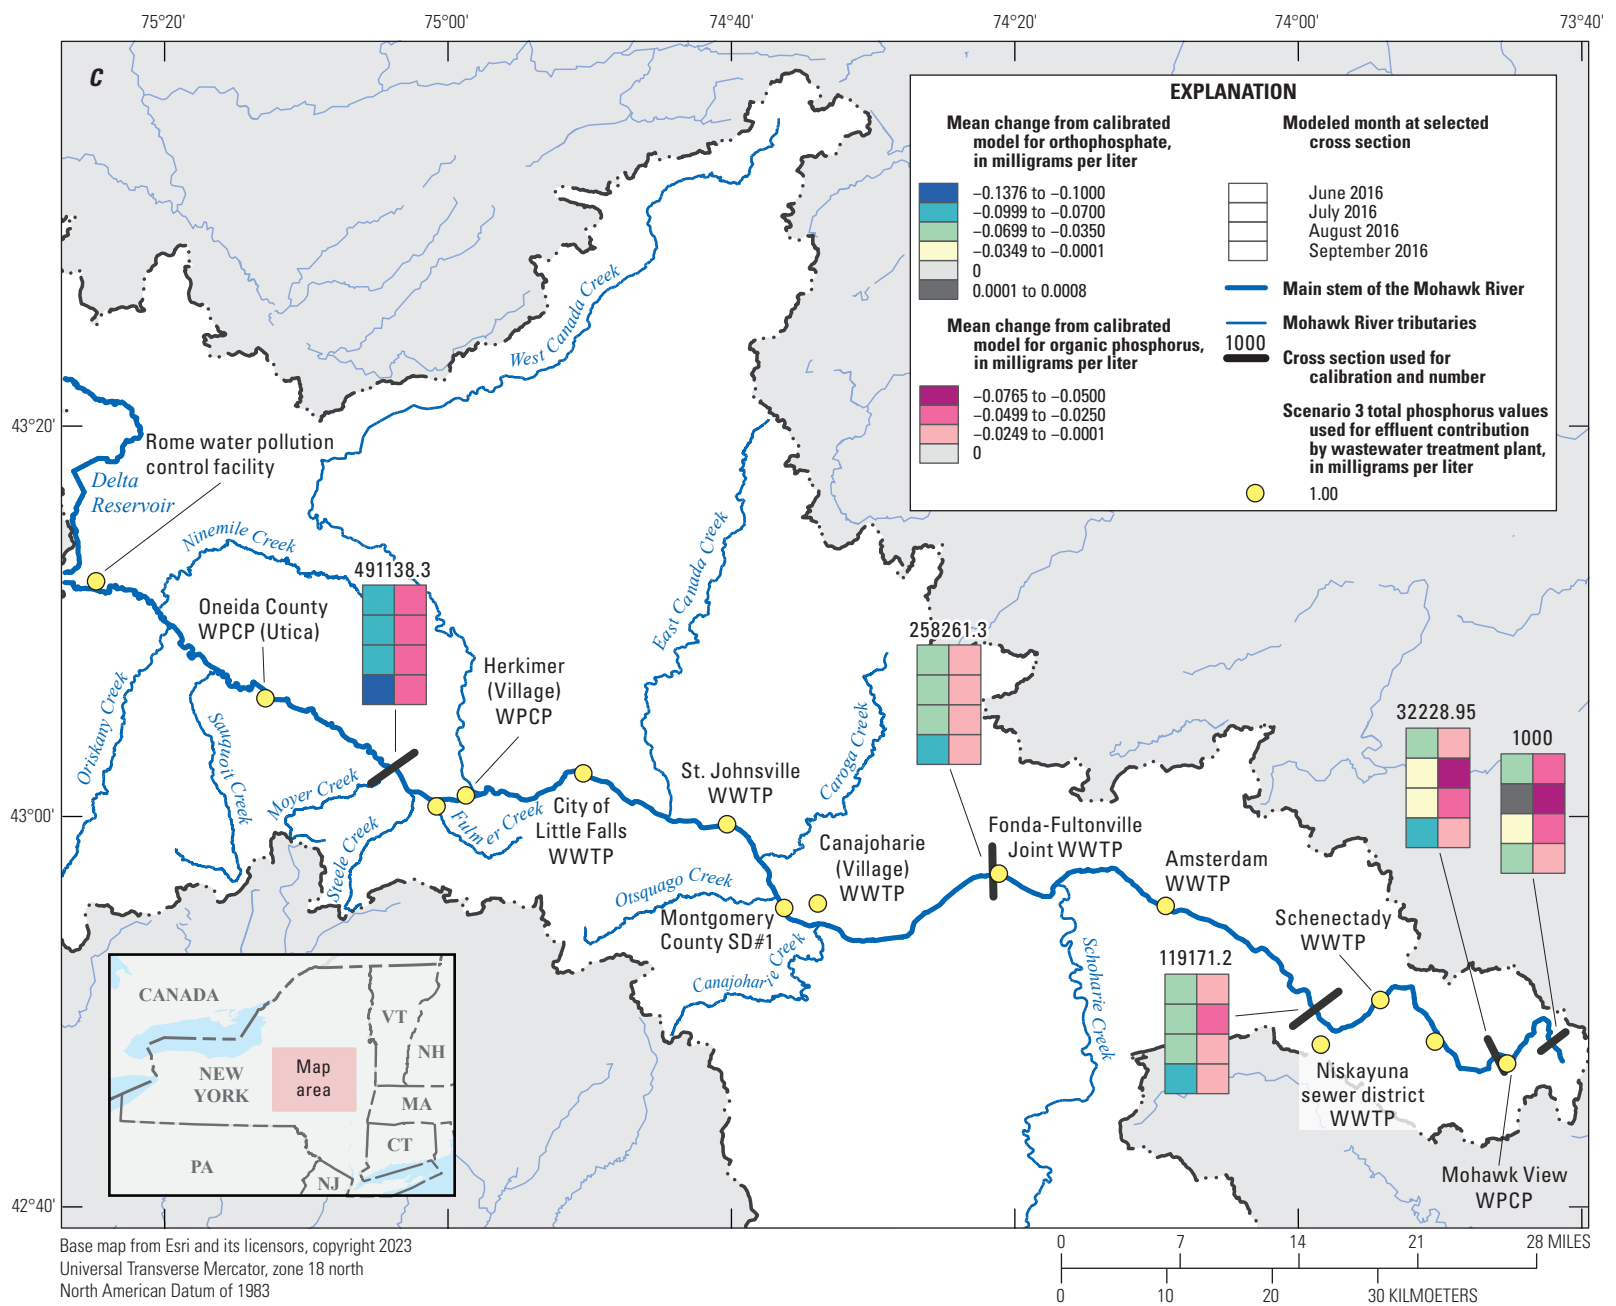 75°20'
75°00'
74°40'
74°20'
74°00'
73°40'
C
EXPLANATION
Mean change from calibrated
model for orthophosphate,
in milligrams per liter
−0.1376 to −0.1000
−0.0999 to −0.0700
−0.0699 to −0.0350
−0.0349 to −0.0001
0
0.0001 to 0.0008
Mean change from calibrated
model for organic phosphorus,
in milligrams per liter
−0.0765 to −0.0500
−0.0499 to −0.0250
−0.0249 to −0.0001
0
Modeled month at selected
cross section
June 2016
July 2016
August 2016
September 2016
Main stem of the Mohawk River
Mohawk River tributaries
1000
Cross section used for
calibration and number
Scenario 3 total phosphorus values
used for effluent contribution
by wastewater treatment plant,
in milligrams per liter
1.00
43°20'
43°00'
42°40'
West Canada Creek
Rome water pollution
control facility
Delta
Reservoir
Ninemile Creek
491138.3
Oneida County
WPCP (Utica)
East Canada Creek
258261.3
Herkimer
(Village)
WPCP
Oriskany Creek
Sauquoit Creek
Moyer Creek
Steele Creek
Fulmer Creek
City of
Little Falls
WWTP
St. Johnsville
WWTP
Caroga Creek
Canajoharie
(Village)
WWTP
Otsquago Creek
Montgomery
County SD#1
Canajoharie Creek
Fonda-Fultonville
Joint WWTP
Amsterdam
WWTP
32228.95
1000
Schenectady
WWTP
119171.2
Schoharie Creek
Niskayuna
sewer district
WWTP
Mohawk View
WPCP
CANADA
VT
NH
NEW
YORK
Map
area
MA
CT
PA
NJ
Base map from Esri and its licensors, copyright 2023
Universal Transverse Mercator, zone 18 north
North American Datum of 1983
0 7 14 21 28 MILES
0 10 20 30 KILMOETERS